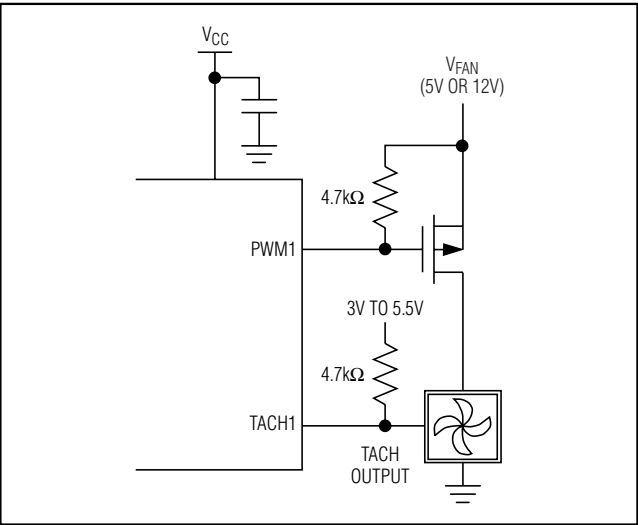 VCC
VFAN
(5V OR 12V)
4.7kΩ
PWM1
3V TO 5.5V
4.7kΩ
TACH1
TACH
OUTPUT